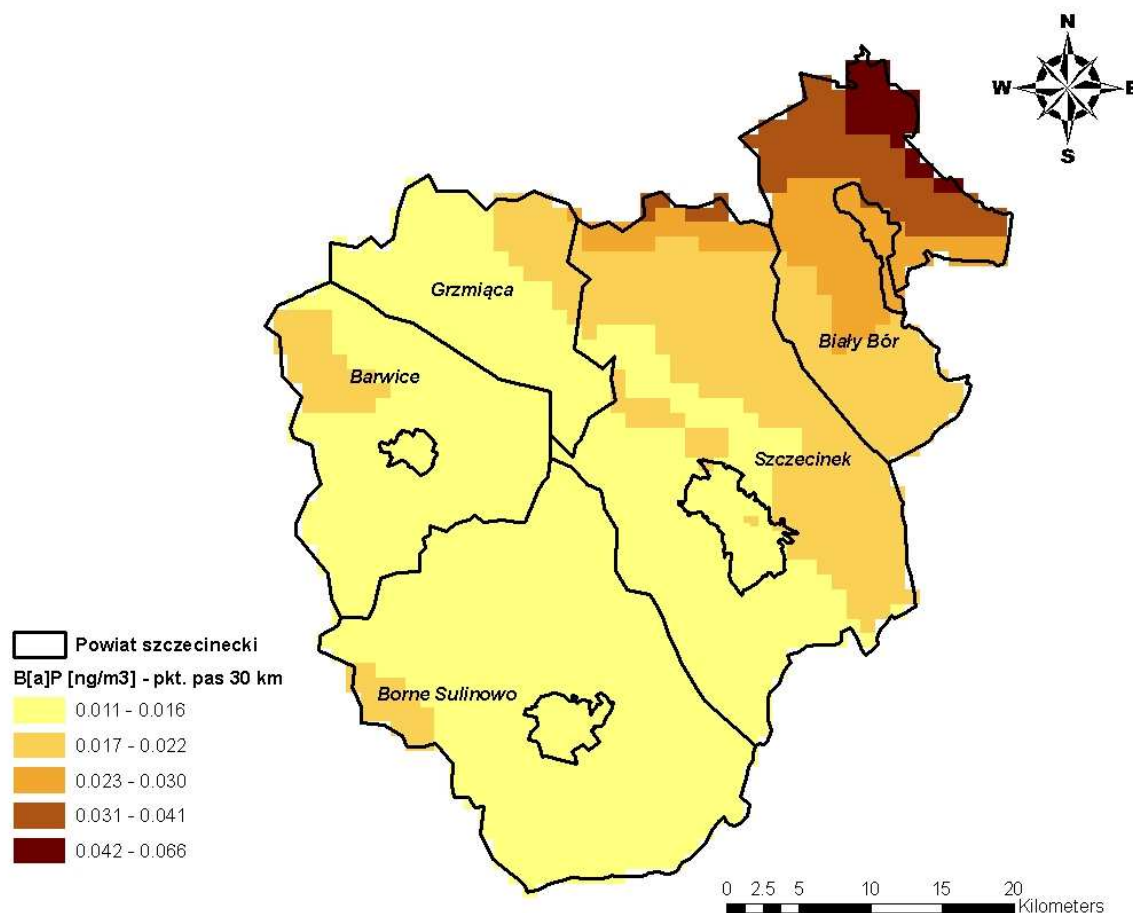 N
W E
S
Grzmiąca
Biały Bór
Barwice
Szczecinek
Borne Sulinowo
Powiat szczecinecki
B[a]P [ng/m3] - pkt. pas 30 km
0.011 - 0.016
0.017 - 0.022
0.023 - 0.030
0.031 - 0.041
0.042 - 0.066
0 2.5 5 10 15 20
Kilometers